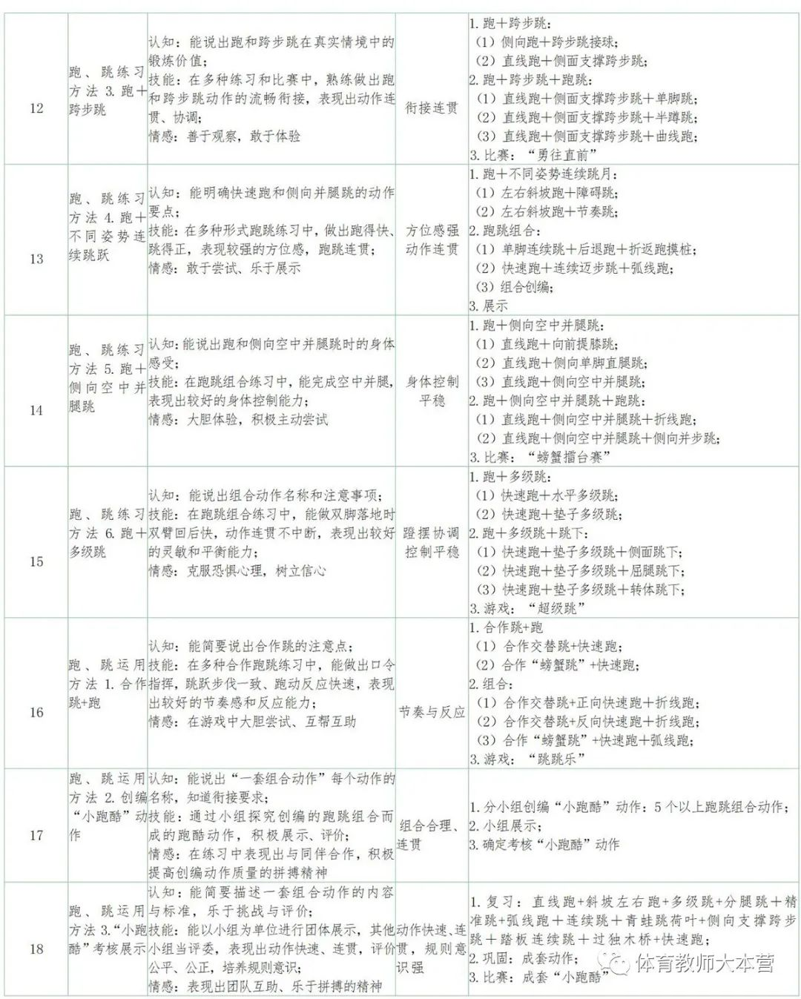 12
跑、跳练习
方法 3.跑＋
跨步跳
认知：能说出跑和跨步跳在真实情境中的
锻炼价值；
技能：在多种练习和比赛中，熟练做出跑
和跨步跳动作的流畅衔接，表现出动作连
贯、协调；
情感：善于观察，敢于体验
衔接连贯
1.跑＋跨步跳：
（1）侧向跑＋跨步跳接球；
（2）直线跑＋侧面支撑跨步跳；
2.跑＋跨步跳＋跑跳：
（1）直线跑＋侧面支撑跨步跳＋单脚跳；
（2）直线跑＋侧面支撑跨步跳＋半蹲跳；
（3）直线跑＋侧面支撑跨步跳＋曲线跑；
3.比赛：“勇往直前”
13
跑、跳练习
方法 4.跑＋
不同姿势连
续跳跃
认知：能明确快速跑和侧向并腿跳的动作
要点；
技能：在多种形式跑跳练习中，做出跑得快、
跳得正，表现较强的方位感，跑跳连贯；
情感：敢于尝试、乐于展示
方位感强
动作连贯
1.跑＋不同姿势连续跳月：
（1）左右斜坡跑＋障碍跳；
（2）左右斜坡跑＋节奏跳；
2.跑跳组合：
（1）单脚连续跳＋后退跑＋折返跑摸桩；
（2）快速跑＋连续迈步跳＋弧线跑；
（3）组合创编；
3.展示
14
跑、跳练习
方法 5.跑＋
侧向空中并
腿跳
认知：能说出跑和侧向空中并腿跳时的身体
感受；
技能：在跑跳组合练习中，能完成空中并腿，
表现出较好的身体控制能力；
情感：大胆体验，积极主动尝试
身体控制
平稳
1.跑＋侧向空中并腿跳：
（1）直线跑＋向前提膝跳；
（2）直线跑＋侧向单脚直腿跳；
（3）直线跑＋侧向空中并腿跳；
2.跑＋侧向空中并腿跳＋跑跳：
（1）直线跑＋侧向空中并腿跳＋折线跑；
（2）直线跑＋侧向空中并腿跳＋侧向并步跳；
3.比赛：“螃蟹擂台赛”
15
跑、跳练习
方法 6.跑＋
多级跳
认知：能说出组合动作名称和注意事项；
技能：在跑跳组合练习中，能做双脚落地时
双臂回后快，动作连贯不中断，表现出较好
的灵敏和平衡能力；
情感：克服恐惧心理，树立信心
蹬摆协调
控制平稳
1.跑＋多级跳：
（1）快速跑＋水平多级跳；
（2）快速跑＋垫子多级跳；
2.跑＋多级跳＋跳下：
（1）快速跑＋垫子多级跳＋侧面跳下；
（2）快速跑＋垫子多级跳＋屈腿跳下；
（3）快速跑＋垫子多级跳＋转体跳下；
3.游戏：“超级跳”
16
跑、跳运用
方法 1.合作
跳+跑
认知：能简要说出合作跳的注意点；
技能：在多种合作跑跳练习中，能做出口令
指挥，跳跃步伐一致、跑动反应快速，表现
出较好的节奏感和反应能力；
情感：在游戏中大胆尝试、互帮互助
节奏与反应
1.合作跳+跑
（1）合作交替跳+快速跑；
（2）合作“螃蟹跳”+快速跑；
2.组合：
（1）合作交替跳+正向快速跑＋折线跑；
（2）合作交替跳+反向快速跑＋折线跑；
（3）合作“螃蟹跳”+快速跑＋弧线跑；
3.游戏：“跳跳乐”
17
跑、跳运用
方法 2.创编
“小跑酷”动
作
认知：能说出“一套组合动作”每个动作的
名称，知道衔接要求；
技能：通过小组探究创编的跑跳组合而
成的跑酷动作，积极展示、评价；
情感：在练习中表现出与同伴合作，积极
提高创编动作质量的拼搏精神
组合合理、
连贯
1.分小组创编“小跑酷”动作：5 个以上跑跳组合动作；
2.小组展示；
3.确定考核“小跑酷”动作
18
跑、跳运用
方法 3.“小跑
酷”考核展示
认知：能简要描述一套组合动作的内容
与标准，乐于挑战与评价；
技能：能以小组为单位进行团体展示，其他
小组当评委，表现出动作快速、连贯，评价
公平、公正，培养规则意识；
情感：表现出团队互助、乐于拼搏的精神
动作快速、连
贯，规则意
识强
1.复习：直线跑+斜坡左右跑+多级跳+分腿跳＋精
准跳+弧线跑＋连续跳＋青蛙跳荷叶+侧向支撑跨步
跳＋踏板连续跳＋过独木桥+快速跑；
2.巩固：成套动作；
3.比赛：成套“小跑酷”
体育教师大本营